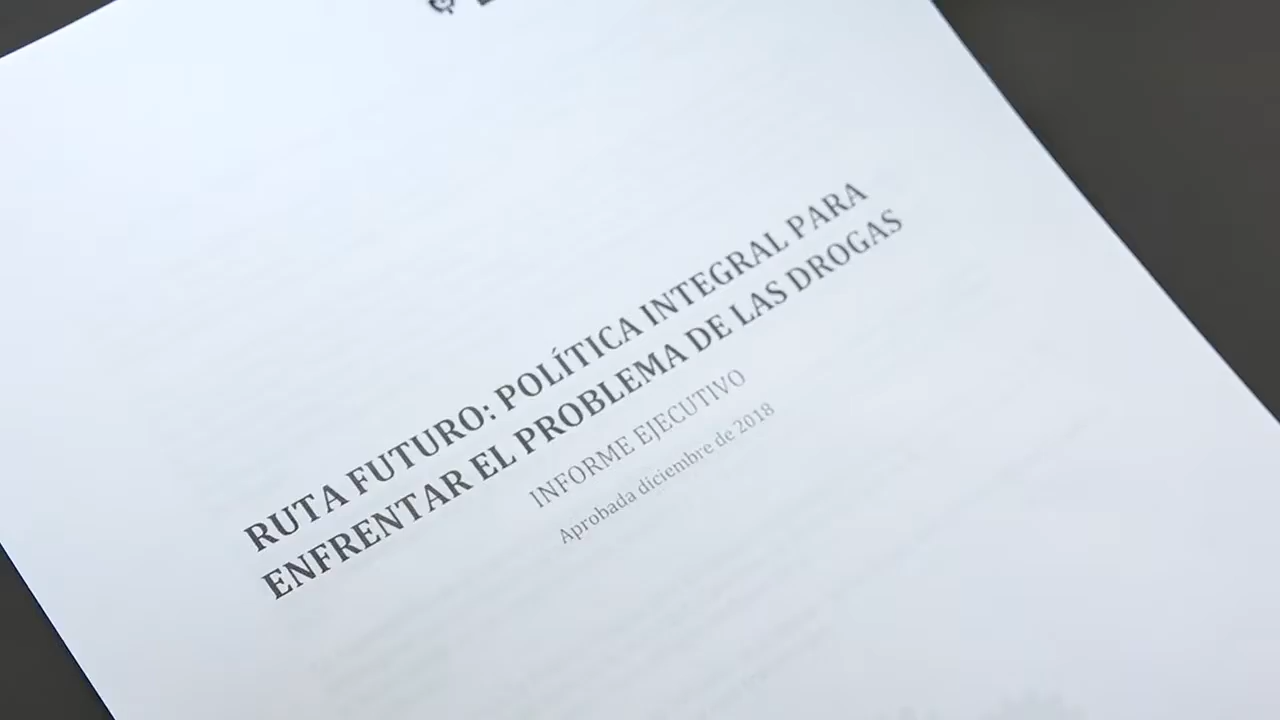 RUTA FUTURO: POLÍTICA INTEGRAL PARA
ENFRENTAR EL PROBLEMA DE LAS DROGAS
INFORME EJECUTIVO
Aprobada diciembre de 2018